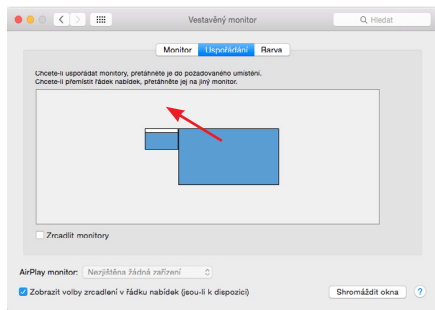 Vestavěný monitor
Hledat
Monitor Uspořádání Barva
Chcete-li uspořádat monitory, přetáhněte je do požadovaného umístění.
Chcete-li přemístit řádek nabídek, přetáhněte jej na jiný monitor.
Zrcadlit monitory
AirPlay monitor: Nezjištěna žádná zařízení
Zobrazit volby zrcadlení v řádku nabídek (jsou-li k dispozici)
Shromáždit okna ?